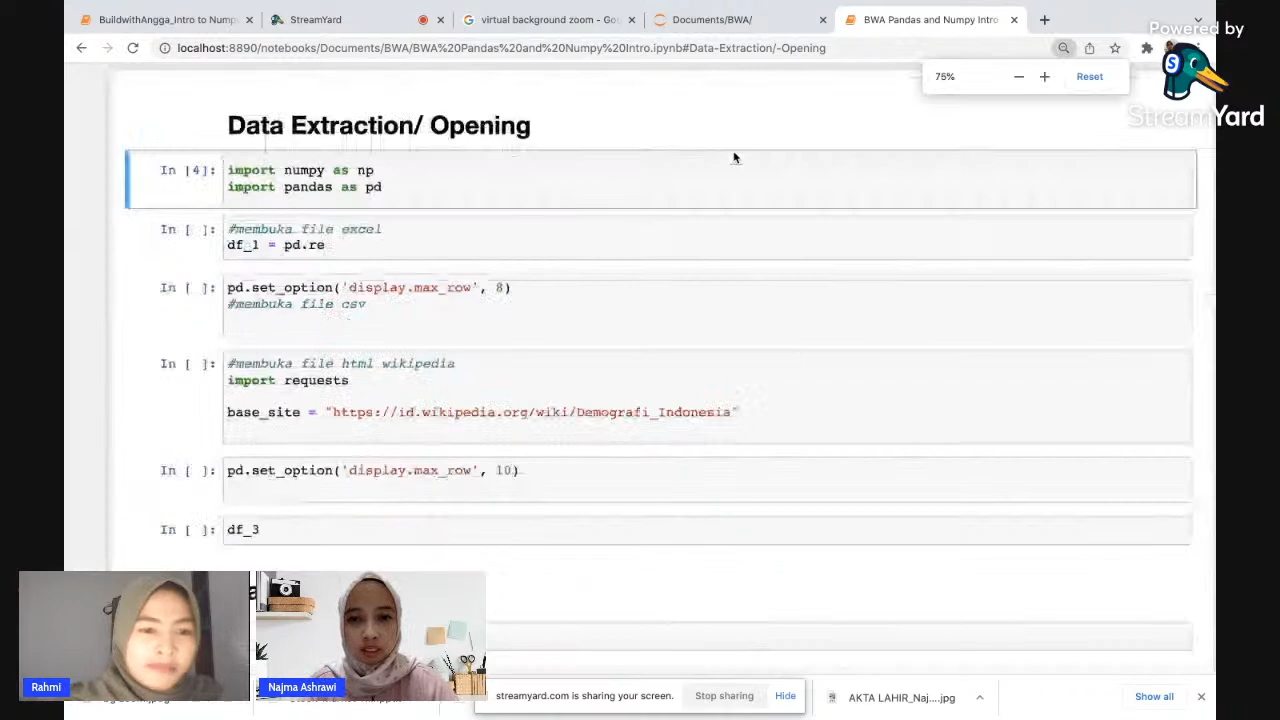 BuildwithAngga_Intro to Nump
StreamYard
virtual background zoom - Goo
Documents/BWA/
BWA Pandas and Numpy Intro
localhost:8890/notebooks/Documents/BWA/BWA%20Pandas%20and%20Numpy%20Intro.ipynb#Data-Extraction/-Opening
Powered by
StreamYard
75%
Reset
Data Extraction/ Opening
In [4]:
import numpy as np
import pandas as pd
In [ ]:
#membuka file excel
df_1 = pd.re
In [ ]:
pd.set_option('display.max_row', 8)
#membuka file csv
In [ ]:
#membuka file html wikipedia
import requests
base_site = "https://id.wikipedia.org/wiki/Demografi_Indonesia"
In [ ]:
pd.set_option('display.max_row', 10)
In [ ]:
df_3
Rahmi
Najma Ashrawi
streamyard.com is sharing your screen.
Stop sharing
Hide
AKTA LAHIR_Naj....jpg
Show all